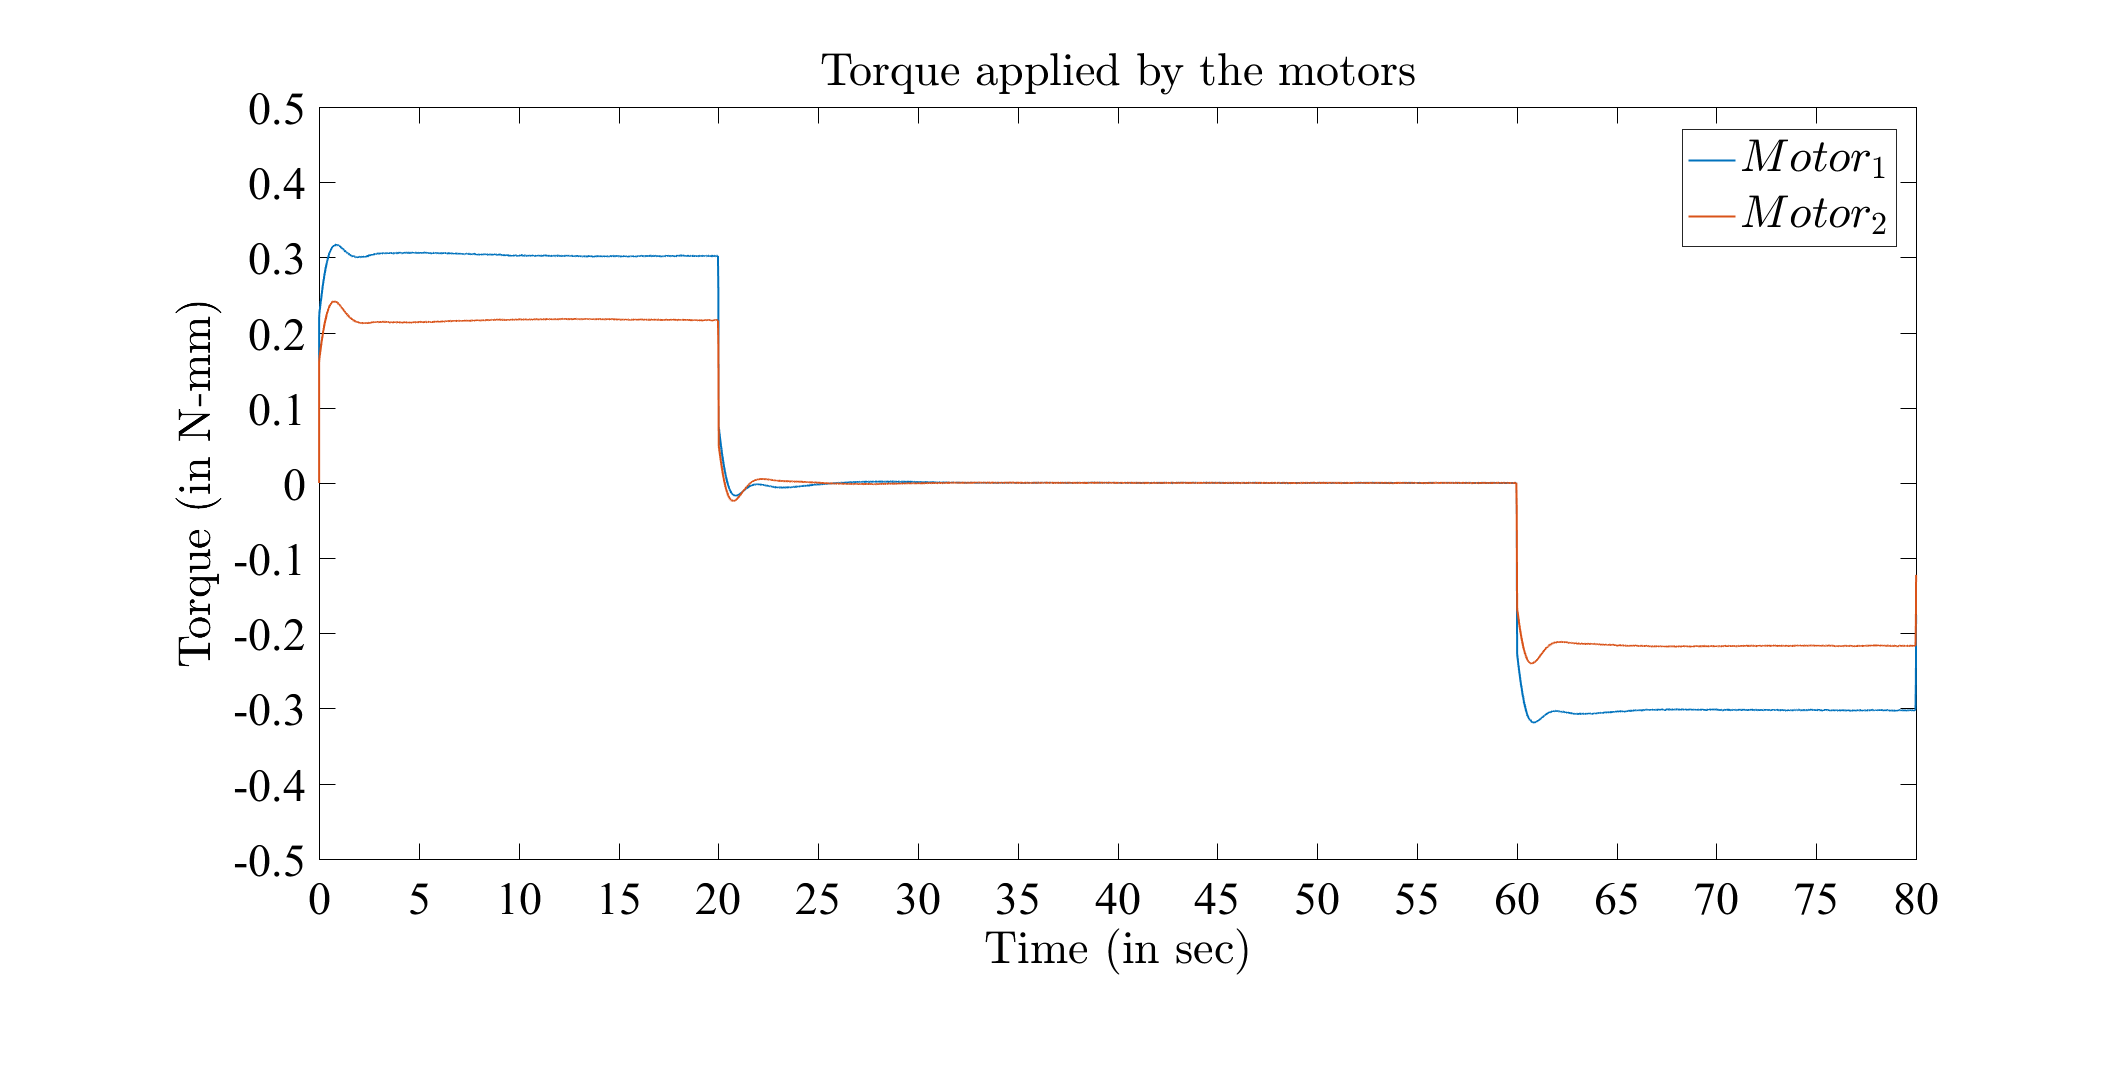 Torque applied by the motors
0.5
0.4
0.3
0.2
0.1
0
-0.1
-0.2
-0.3
-0.4
-0.5
Torque (in N-mm)
Motor1
Motor2
0 5 10 15 20 25 30 35 40 45 50 55 60 65 70 75 80
Time (in sec)